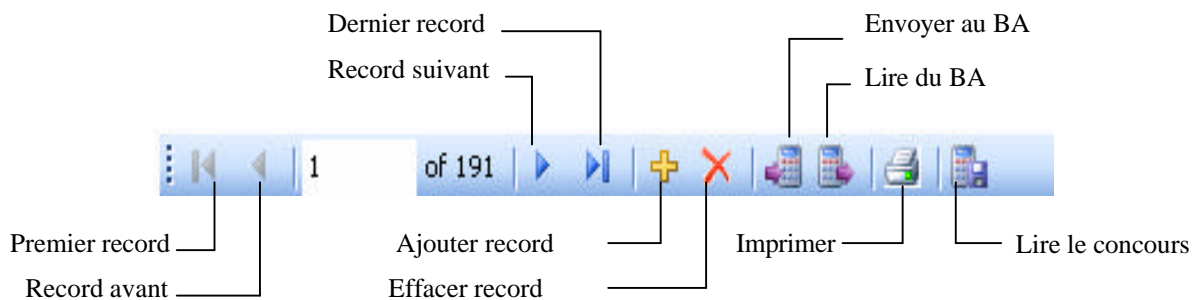 Dernier record
Envoyer au BA
Record suivant
Lire du BA
1 of 191
Premier record
Ajouter record
Imprimer
Lire le concours
Record avant
Effacer record